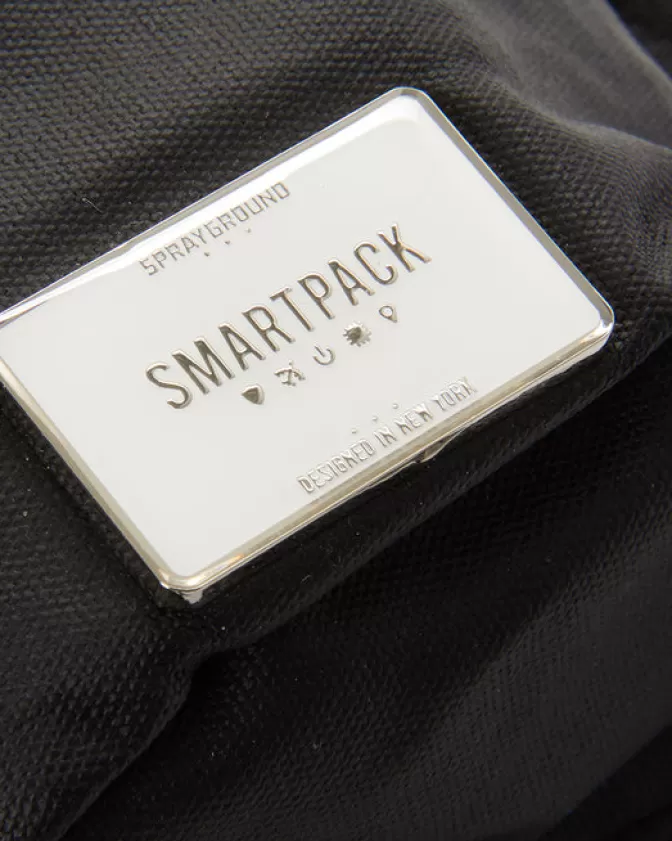 SPRAYGROUND
SMARTPACK
DESIGNED IN NEW YORK